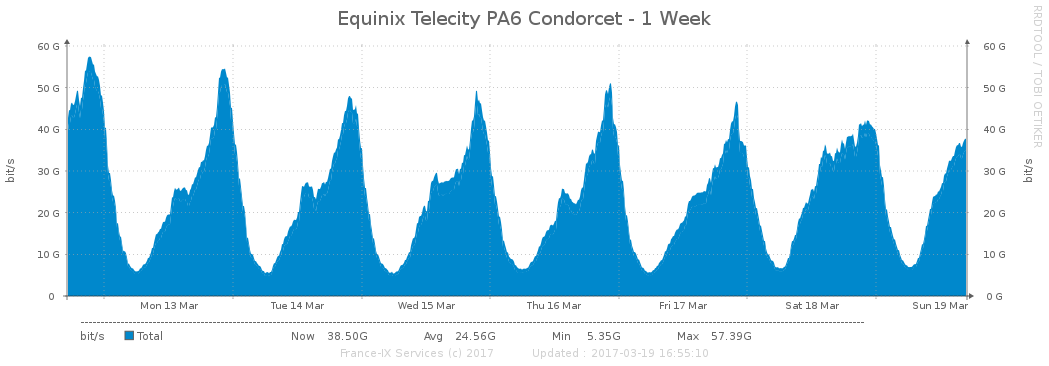 Equinix Telecity PA6 Condorcet - 1 Week
RRDTOOL / TOBI OETIKER
60 G 60 G
50 G 50 G
40 G 40 G
30 G 30 G
20 G 20 G
10 G 10 G
0 0 G
bit/s
bit/s
Mon 13 Mar Tue 14 Mar Wed 15 Mar Thu 16 Mar Fri 17 Mar Sat 18 Mar Sun 19 Mar
bit/s Total Now 38.50G Avg 24.56G Min 5.35G Max 57.39G
France-IX Services (c) 2017 Updated : 2017-03-19 16:55:10